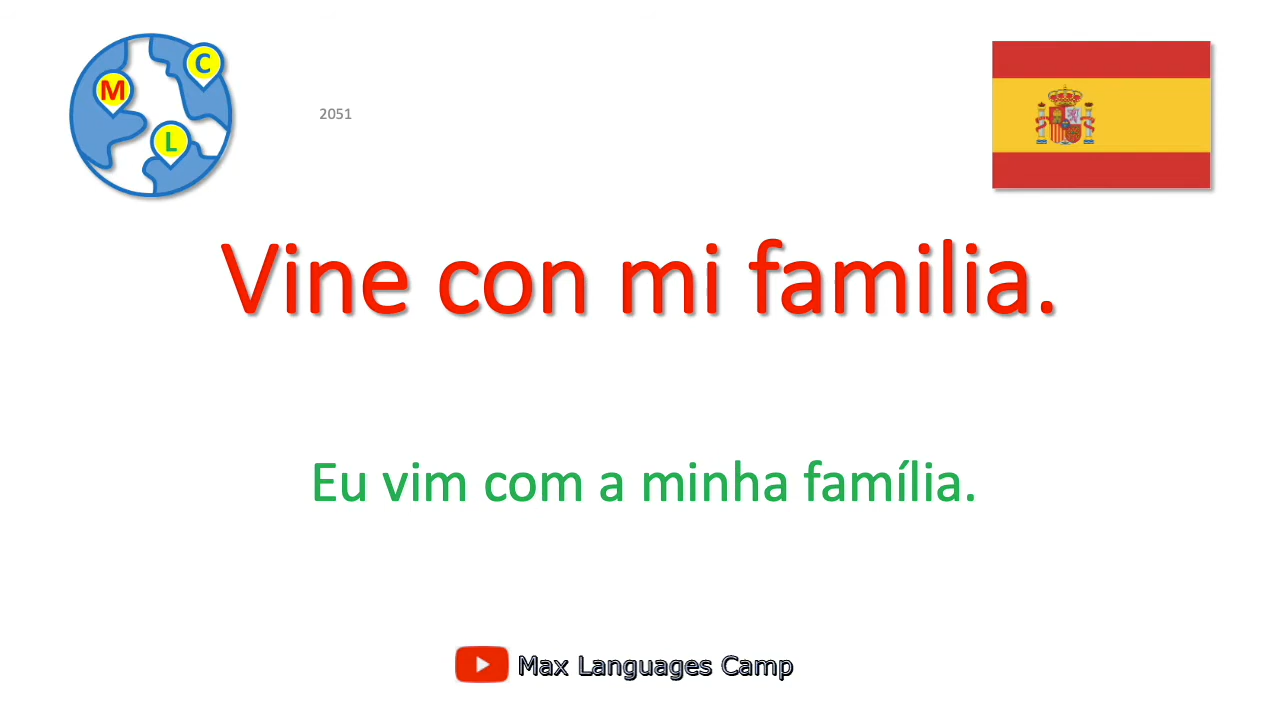 M
C
L
2051
Vine con mi familia.
Eu vim com a minha família.
Max Languages Camp